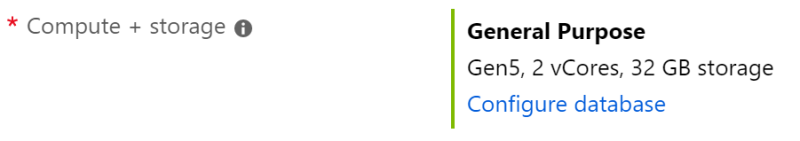 * Compute + storage
General Purpose
Gen5, 2 vCores, 32 GB storage
Configure database